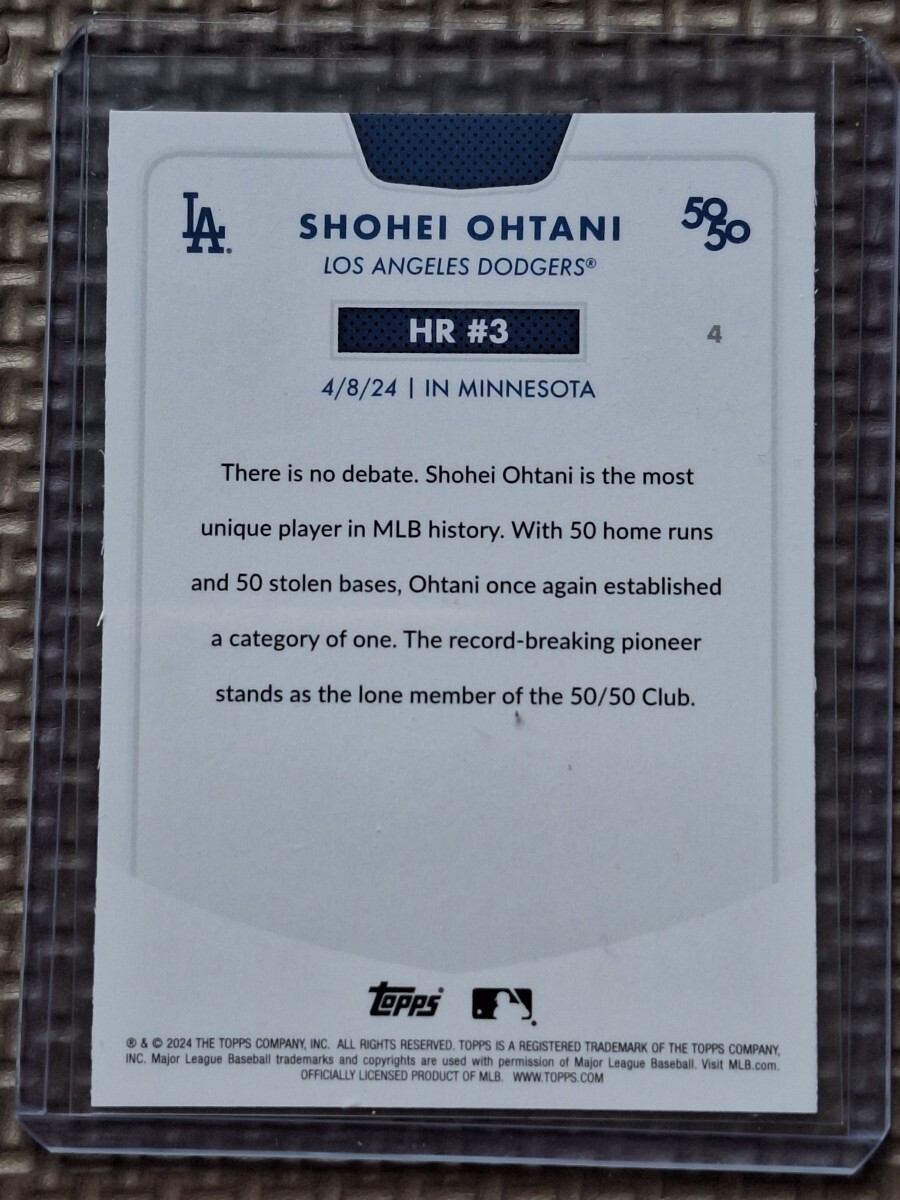 LA
SHOHEI OHTANI
50
50
LOS ANGELES DODGERS®
HR #3
4
4/8/24 | IN MINNESOTA
There is no debate. Shohei Ohtani is the most
unique player in MLB history. With 50 home runs
and 50 stolen bases, Ohtani once again established
a category of one. The record-breaking pioneer
stands as the lone member of the 50/50 Club.
topps®
® & © 2024 THE TOPPS COMPANY, INC. ALL RIGHTS RESERVED. TOPPS IS A REGISTERED TRADEMARK OF THE TOPPS COMPANY,
INC. Major League Baseball trademarks and copyrights are used with permission of Major League Baseball. Visit MLB.com.
OFFICIALLY LICENSED PRODUCT OF MLB. WWW.TOPPS.COM